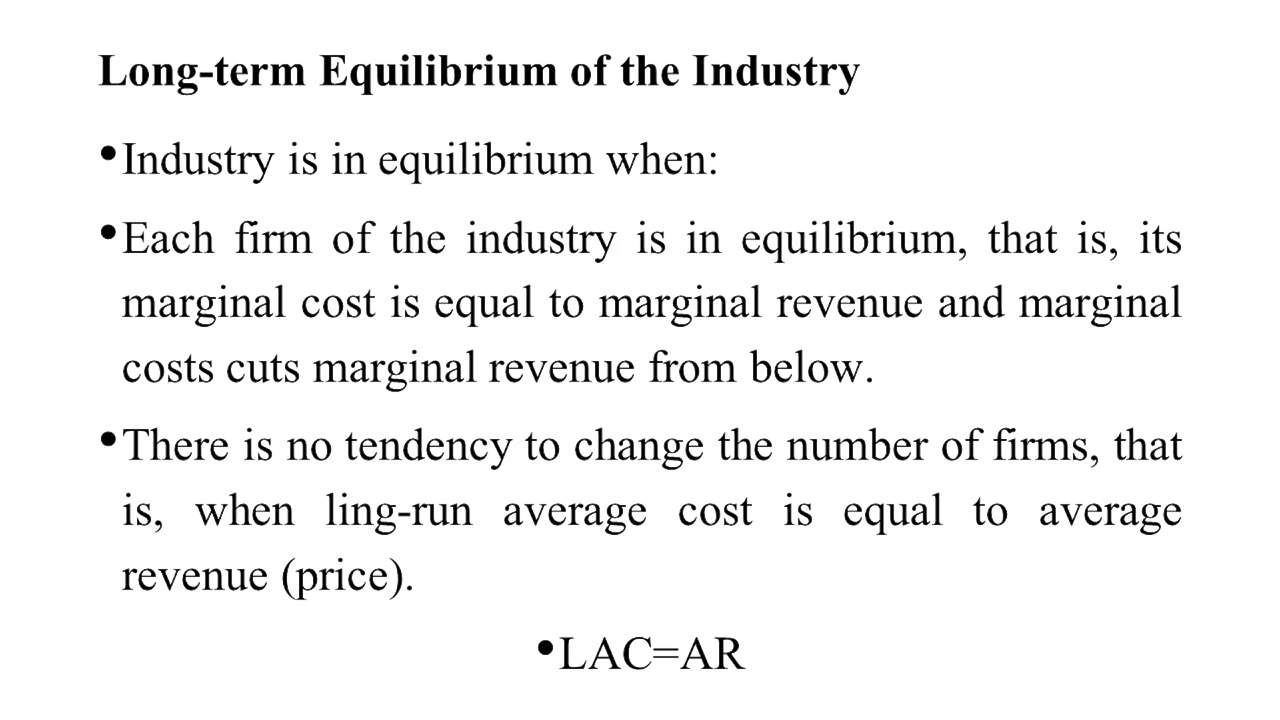 Long-term Equilibrium of the Industry
•Industry is in equilibrium when:
•Each firm of the industry is in equilibrium, that is, its
marginal cost is equal to marginal revenue and marginal
costs cuts marginal revenue from below.
•There is no tendency to change the number of firms, that
is, when ling-run average cost is equal to average
revenue (price).
•LAC=AR